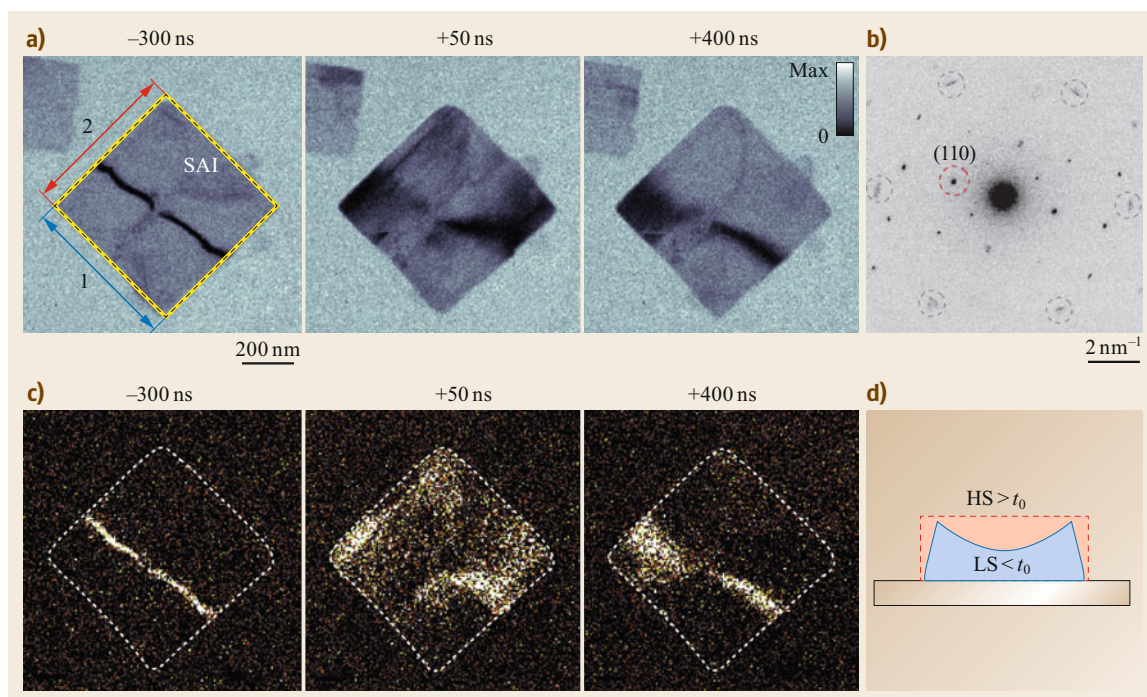 a)
–300 ns
+50 ns
+400 ns
b)
Max
0
2
SAI
1
(110)
200 nm
2 nm⁻¹
c)
–300 ns
+50 ns
+400 ns
d)
HS > t₀
LS < t₀